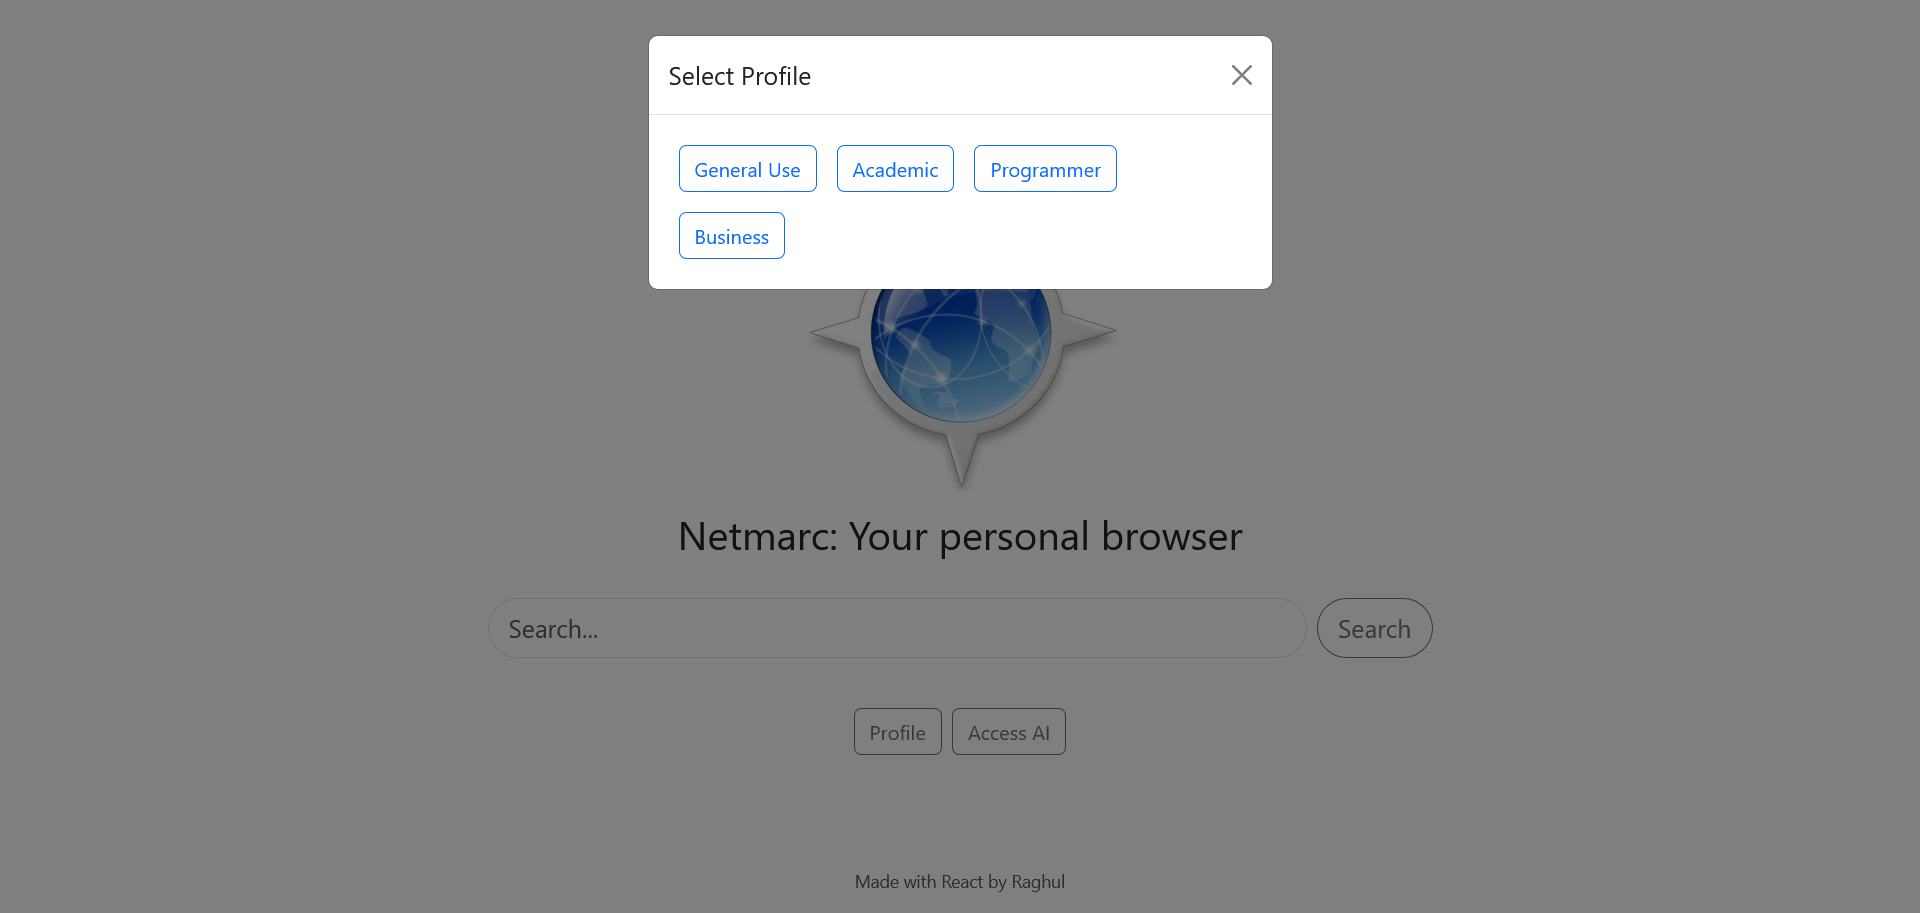 Select Profile
General Use Academic Programmer
Business
Netmarc: Your personal browser
Search... Search
Profile Access AI
Made with React by Raghul